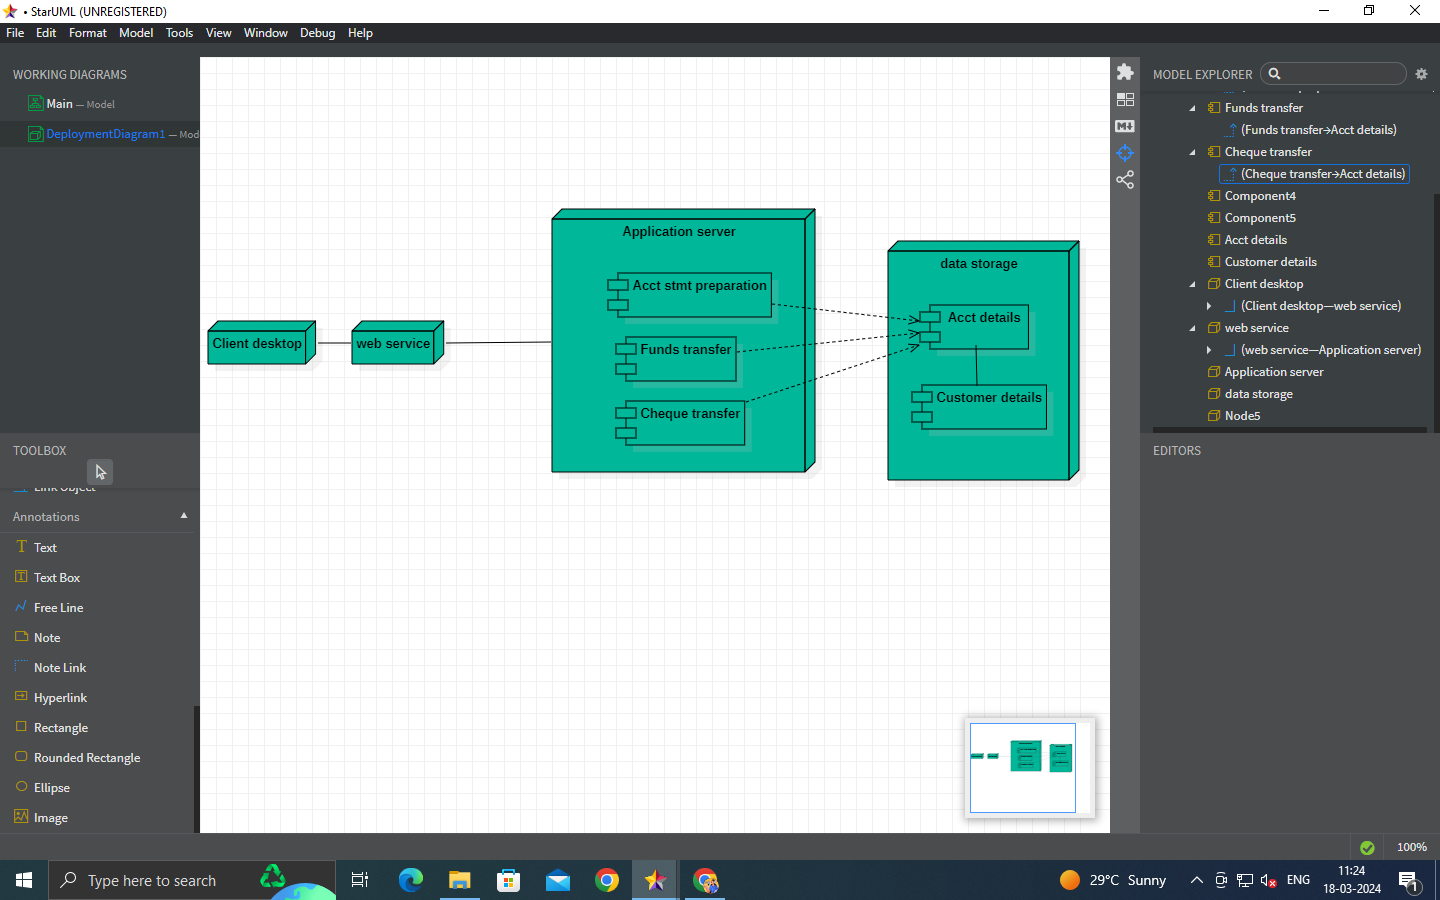 • StarUML (UNREGISTERED)
File Edit Format Model Tools View Window Debug Help
WORKING DIAGRAMS
Main — Model
DeploymentDiagram1 — Mod
TOOLBOX
Link Object
Annotations
Text
Text Box
Free Line
Note
Note Link
Hyperlink
Rectangle
Rounded Rectangle
Ellipse
Image
Client desktop
web service
Application server
Acct stmt preparation
Funds transfer
Cheque transfer
data storage
Acct details
Customer details
MODEL EXPLORER
Funds transfer
(Funds transfer→Acct details)
Cheque transfer
(Cheque transfer→Acct details)
Component4
Component5
Acct details
Customer details
Client desktop
(Client desktop—web service)
web service
(web service—Application server)
Application server
data storage
Node5
EDITORS
100%
Type here to search
29°C Sunny
ENG
11:24
18-03-2024
1